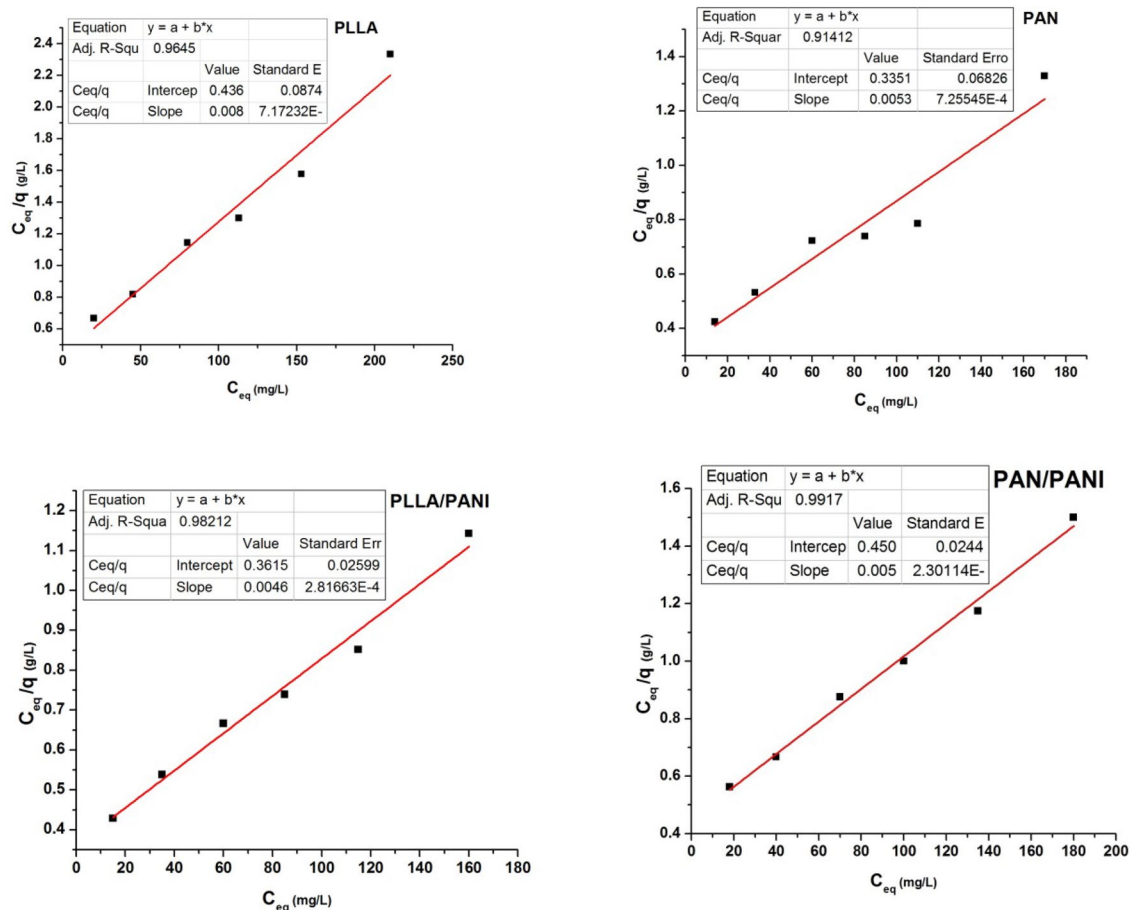 PLLA
Equation y = a + b*x
Adj. R-Squ 0.9645
Value Standard E
Ceq/q Intercep 0.436 0.0874
Ceq/q Slope 0.008 7.17232E-
2.4
2.2
2.0
1.8
1.6
1.4
1.2
1.0
0.8
0.6
C_eq/q (g/L)
0 50 100 150 200 250
C_eq (mg/L)
PAN
Equation y = a + b*x
Adj. R-Squar 0.91412
Value Standard Erro
Ceq/q Intercept 0.3351 0.06826
Ceq/q Slope 0.0053 7.25545E-4
1.4
1.2
1.0
0.8
0.6
0.4
C_eq/q (g/L)
0 20 40 60 80 100 120 140 160 180
C_eq (mg/L)
PLLA/PANI
Equation y = a + b*x
Adj. R-Squa 0.98212
Value Standard Err
Ceq/q Intercept 0.3615 0.02599
Ceq/q Slope 0.0046 2.81663E-4
1.2
1.1
1.0
0.9
0.8
0.7
0.6
0.5
0.4
C_eq/q (g/L)
0 20 40 60 80 100 120 140 160 180
C_eq (mg/L)
PAN/PANI
Equation y = a + b*x
Adj. R-Squ 0.9917
Value Standard E
Ceq/q Intercep 0.450 0.0244
Ceq/q Slope 0.005 2.30114E-
1.6
1.4
1.2
1.0
0.8
0.6
0.4
C_eq/q (g/L)
0 20 40 60 80 100 120 140 160 180 200
C_eq (mg/L)